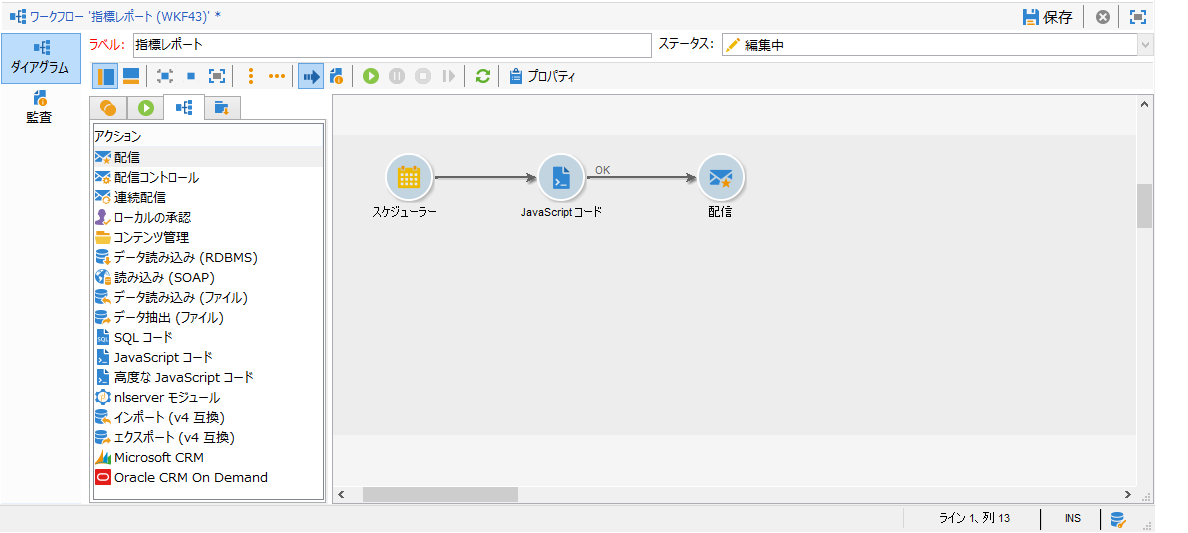 ワークフロー '指標レポート (WKF43)' *
保存
ダイアグラム
監査
ラベル: 指標レポート
ステータス: 編集中
プロパティ
アクション
配信
配信コントロール
連続配信
ローカルの承認
コンテンツ管理
データ読み込み (RDBMS)
読み込み (SOAP)
データ読み込み (ファイル)
データ抽出 (ファイル)
SQL コード
JavaScript コード
高度な JavaScript コード
nlserver モジュール
インポート (v4 互換)
エクスポート (v4 互換)
Microsoft CRM
Oracle CRM On Demand
OK
スケジューラー
JavaScript コード
配信
ライン 1、列 13
INS